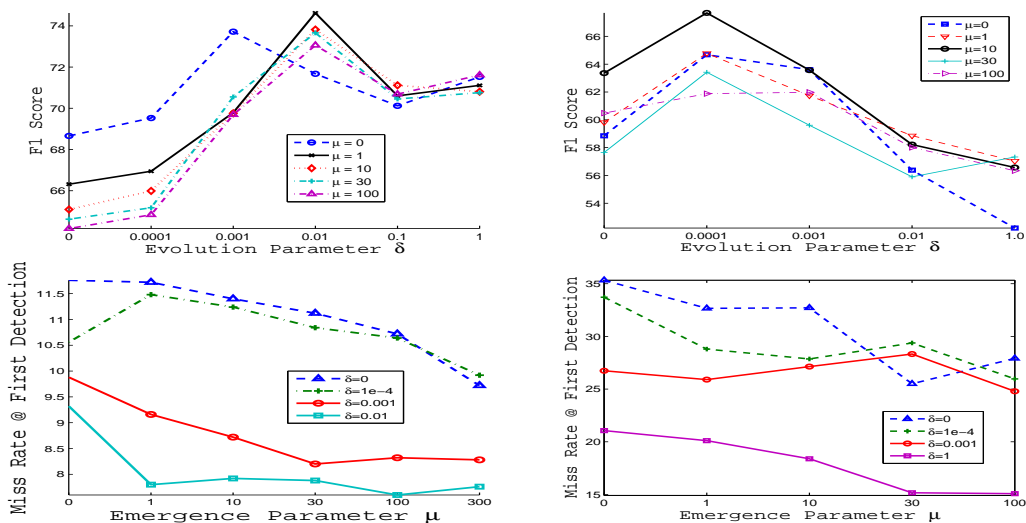 74
72
70
68
66
F1 Score
0
0.0001
0.001
0.01
0.1
1
Evolution Parameter δ
μ = 0
μ = 1
μ = 10
μ = 30
μ = 100
66
64
62
60
58
56
54
F1 Score
0
0.0001
0.001
0.01
1.0
Evolution Parameter δ
μ=0
μ=1
μ=10
μ=30
μ=100
11.5
11
10.5
10
9.5
9
8.5
8
Miss Rate @ First Detection
0
1
10
30
100
300
Emergence Parameter μ
δ=0
δ=1e−4
δ=0.001
δ=0.01
35
30
25
20
15
Miss Rate @ First Detection
0
1
10
30
100
Emergence Parameter μ
δ=0
δ=1e−4
δ=0.001
δ=1